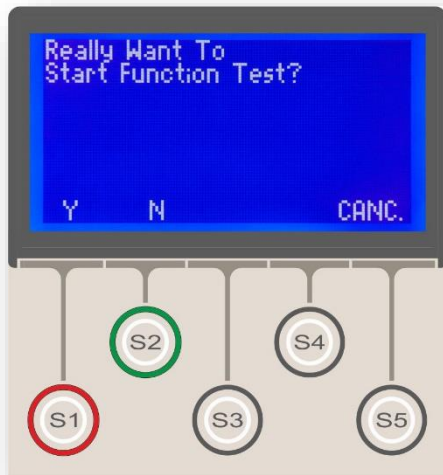 Really Want To
Start Function Test?
Y N CANC.
S2 S4
S1 S3 S5